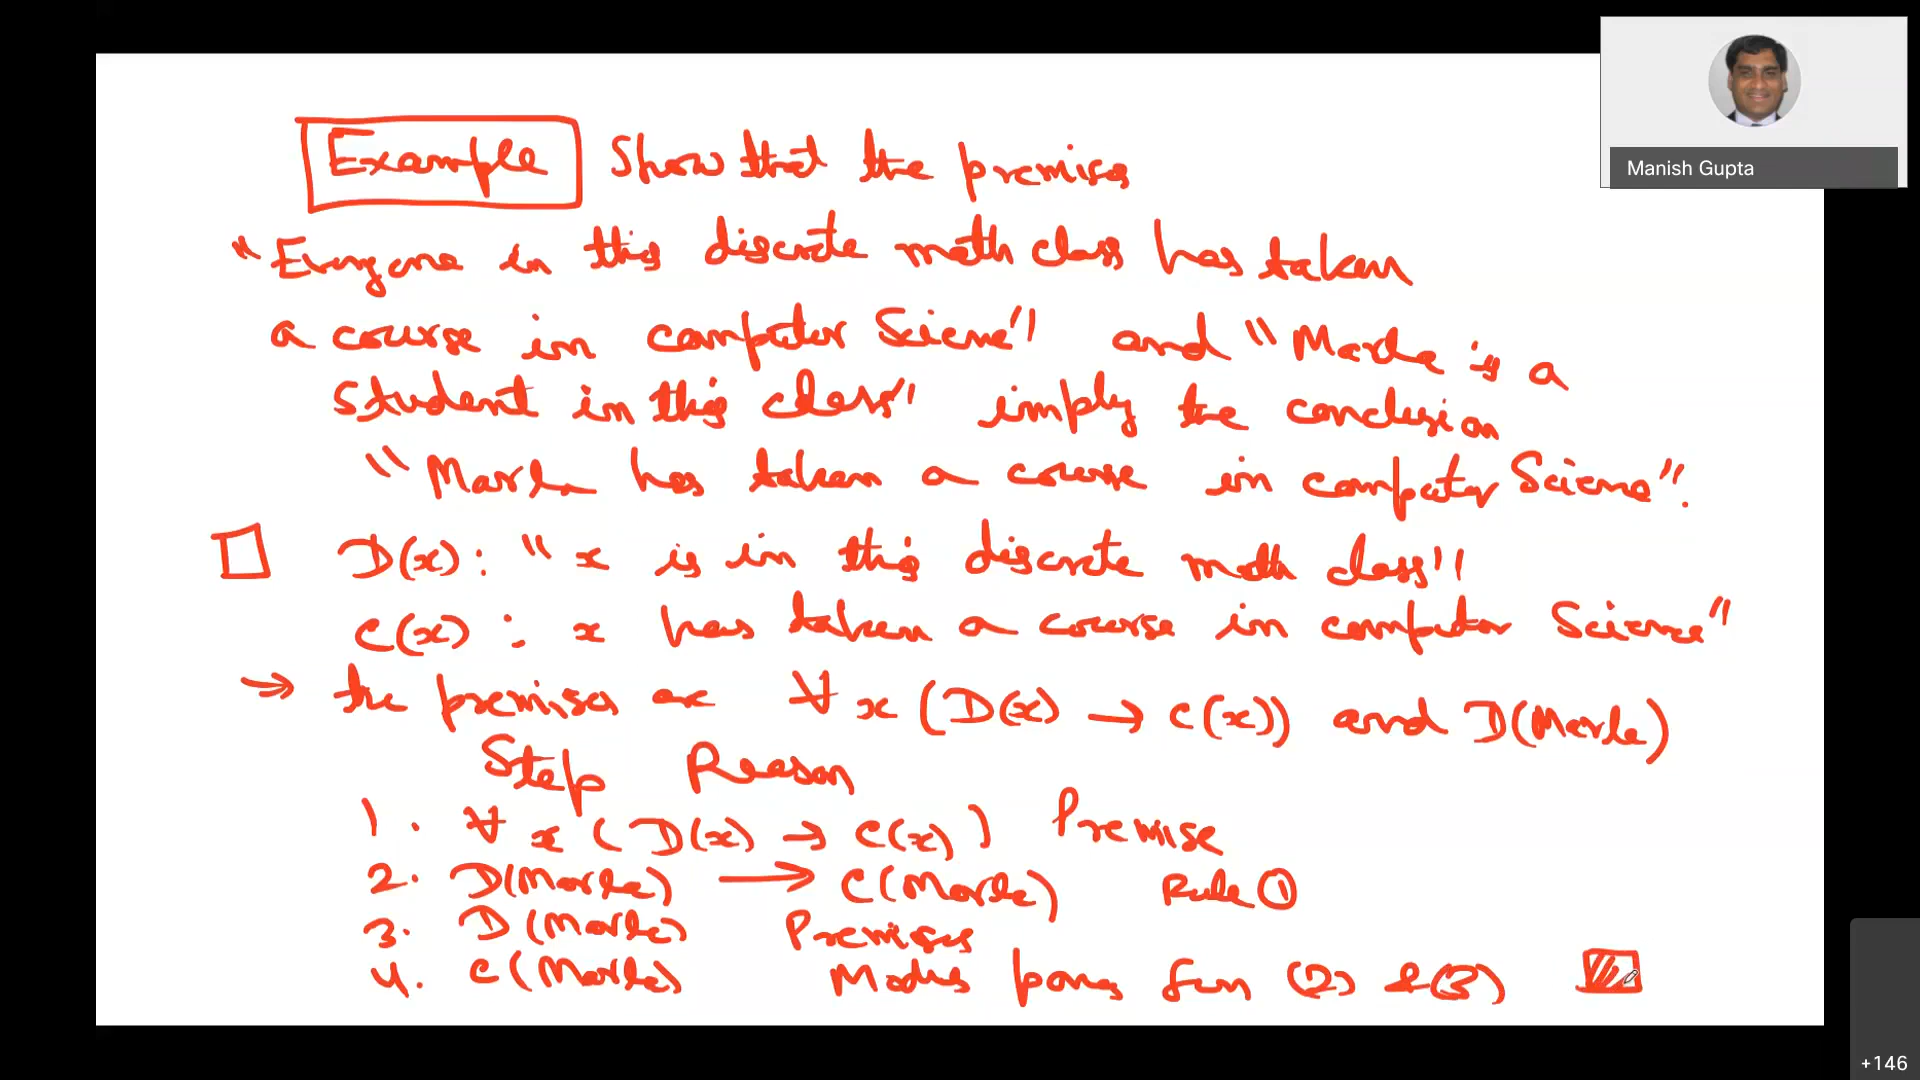 Example Show that the premises
"Everyone in this discrete math class has taken
a course in computer Science" and "Marla is a
student in this class" imply the conclusion
"Marla has taken a course in computer Science".
D(x): "x is in this discrete math class"
C(x): x has taken a course in computer Science"
→ the premises are ∀x (D(x) → C(x)) and D(Marla)
Step Reason
1. ∀x (D(x) → C(x)) Premise
2. D(Marla) → C(Marla) Rule ①
3. D(Marla) Premises
4. C(Marla) Modus ponens from (2) & (3)
Manish Gupta
+146